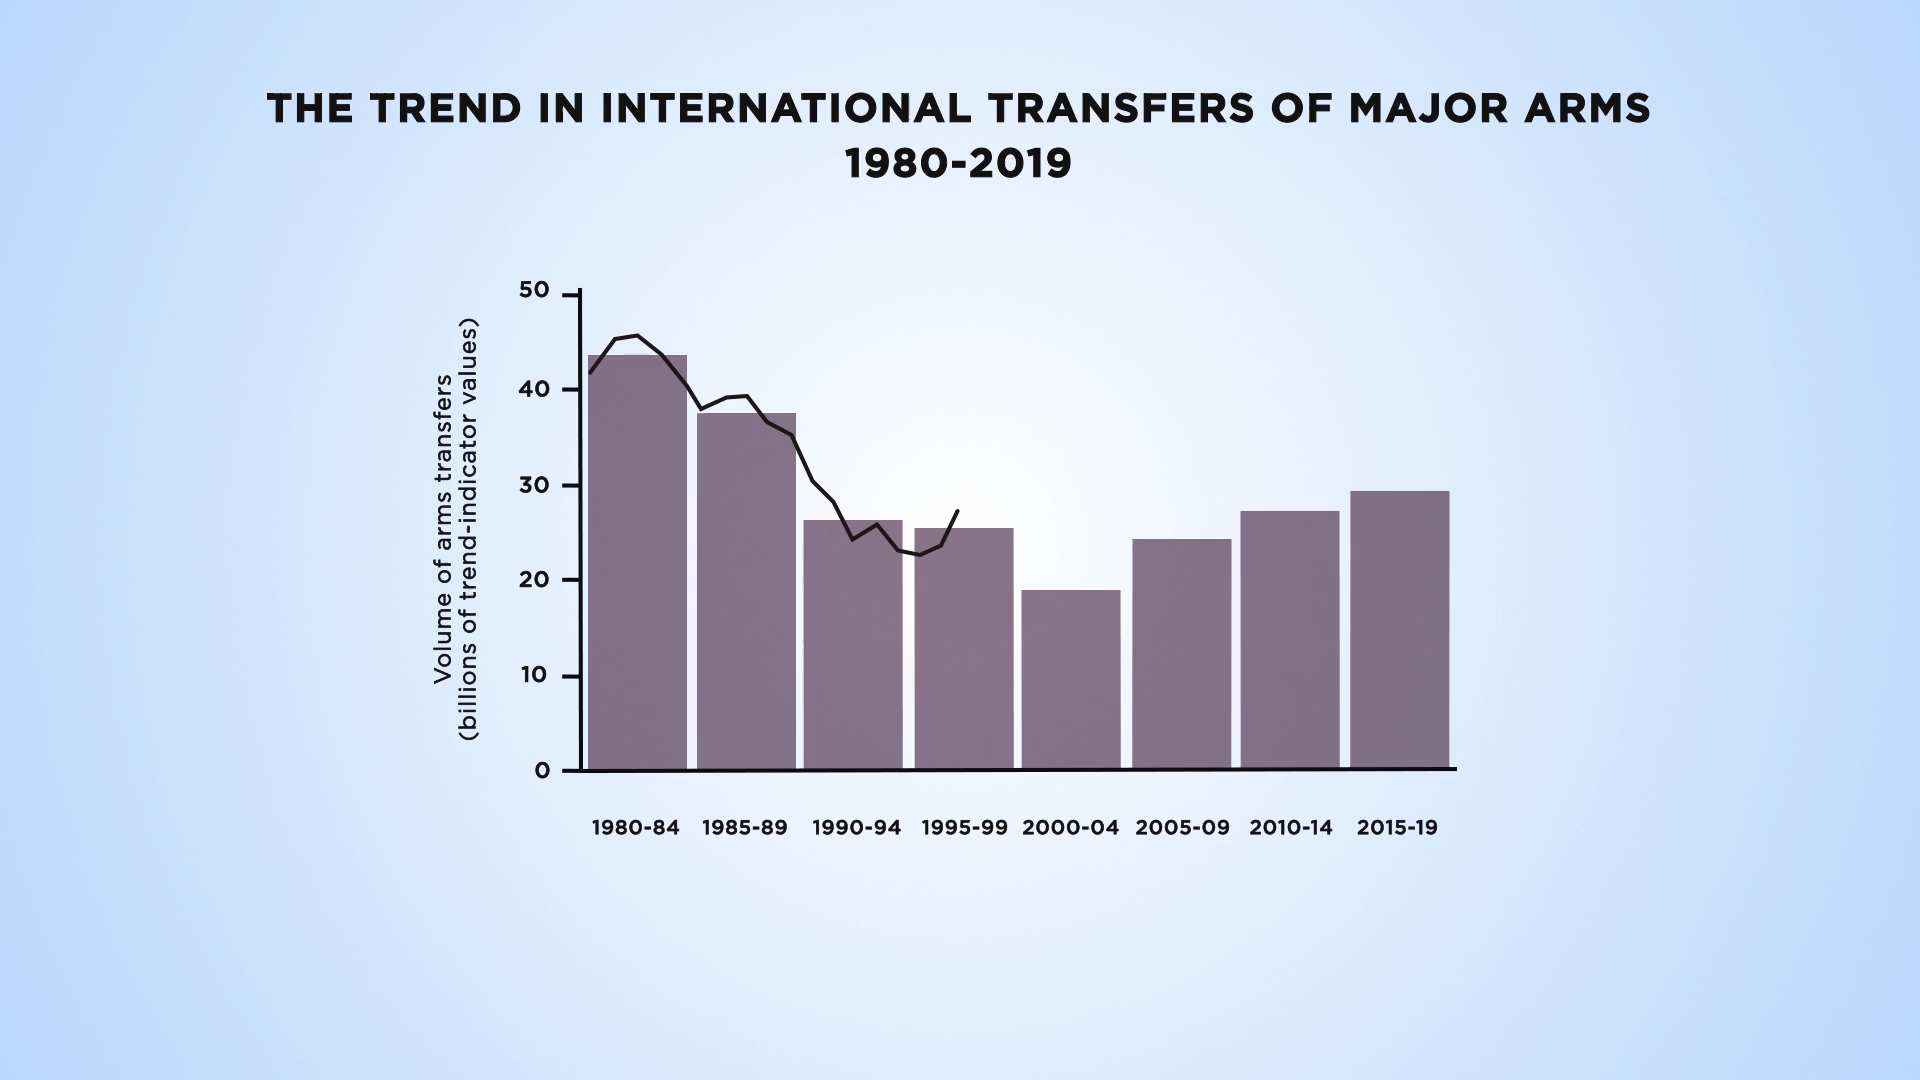 THE TREND IN INTERNATIONAL TRANSFERS OF MAJOR ARMS
1980-2019
Volume of arms transfers
(billions of trend-indicator values)
50
40
30
20
10
0
1980-84 1985-89 1990-94 1995-99 2000-04 2005-09 2010-14 2015-19